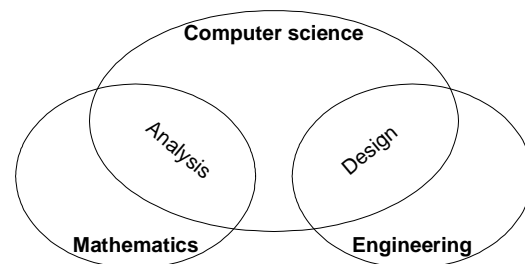 Computer science
Analysis
Design
Mathematics
Engineering